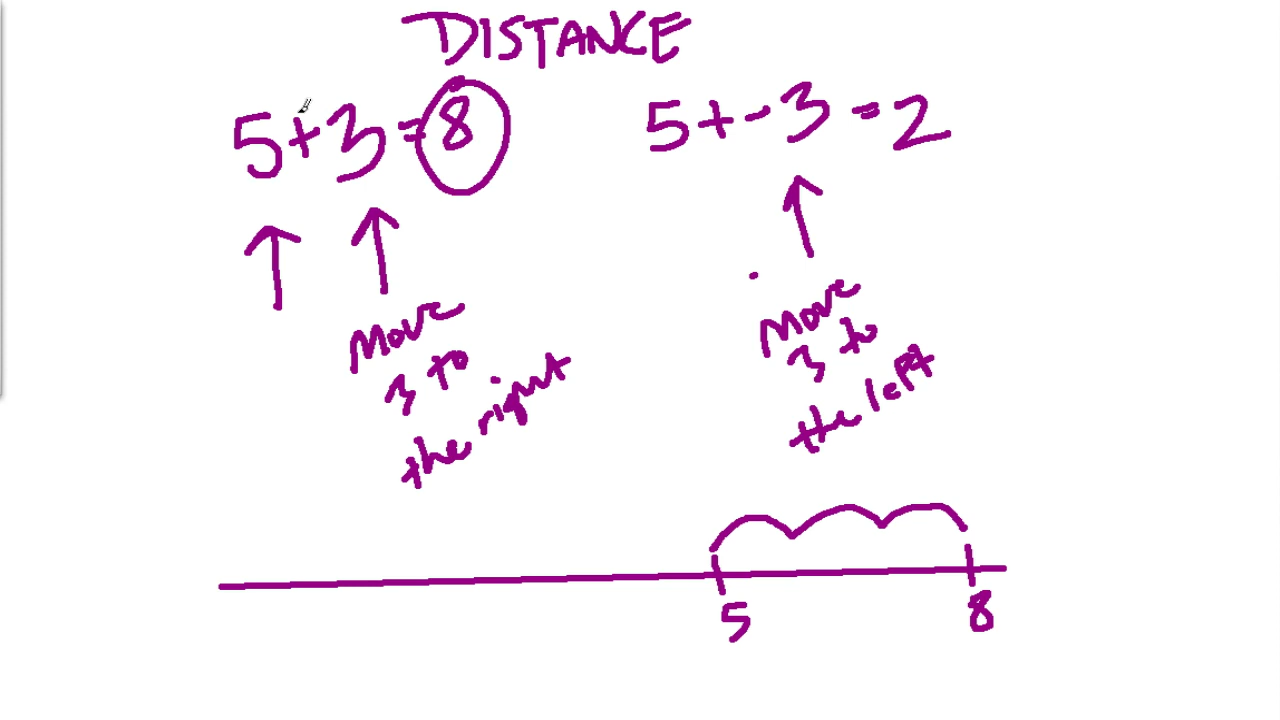 DISTANCE
5+3=8
5+-3=2
Move
3 to
the right
Move
3 to
the left
5
8